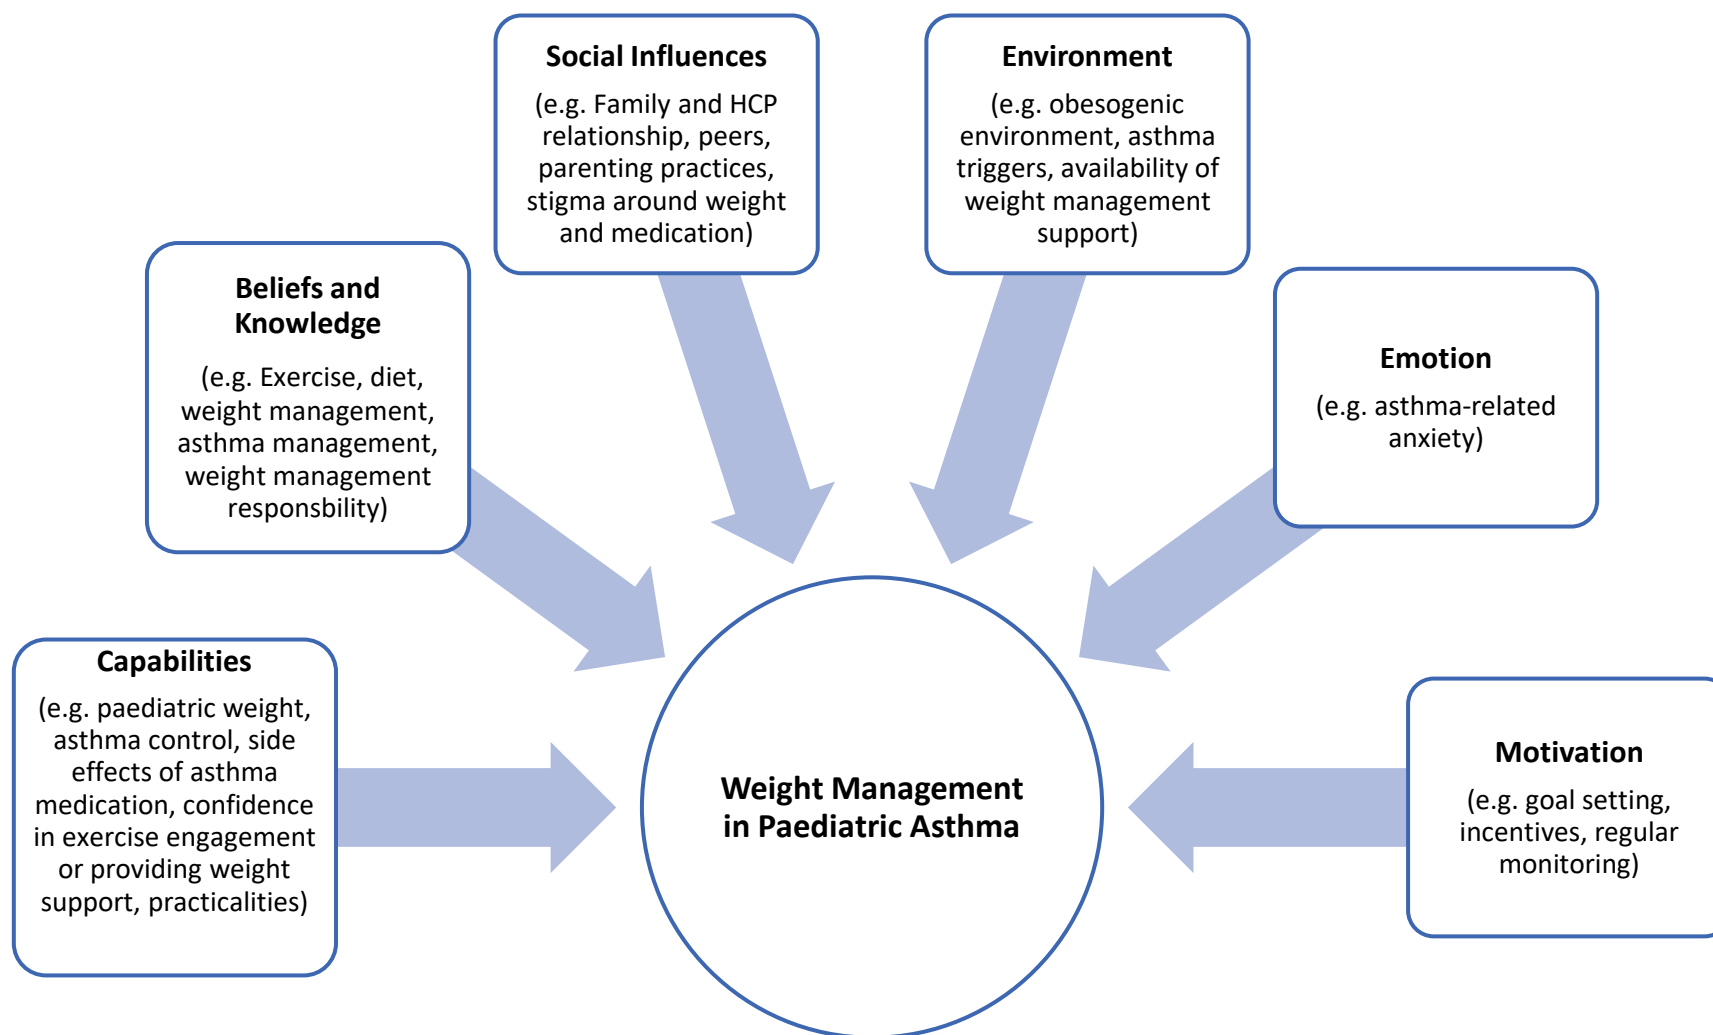 Social Influences
(e.g. Family and HCP
relationship, peers,
parenting practices,
stigma around weight
and medication)
Environment
(e.g. obesogenic
environment, asthma
triggers, availability of
weight management
support)
Beliefs and
Knowledge
(e.g. Exercise, diet,
weight management,
asthma management,
weight management
responsbility)
Emotion
(e.g. asthma-related
anxiety)
Capabilities
(e.g. paediatric weight,
asthma control, side
effects of asthma
medication, confidence
in exercise engagement
or providing weight
support, practicalities)
Weight Management
in Paediatric Asthma
Motivation
(e.g. goal setting,
incentives, regular
monitoring)